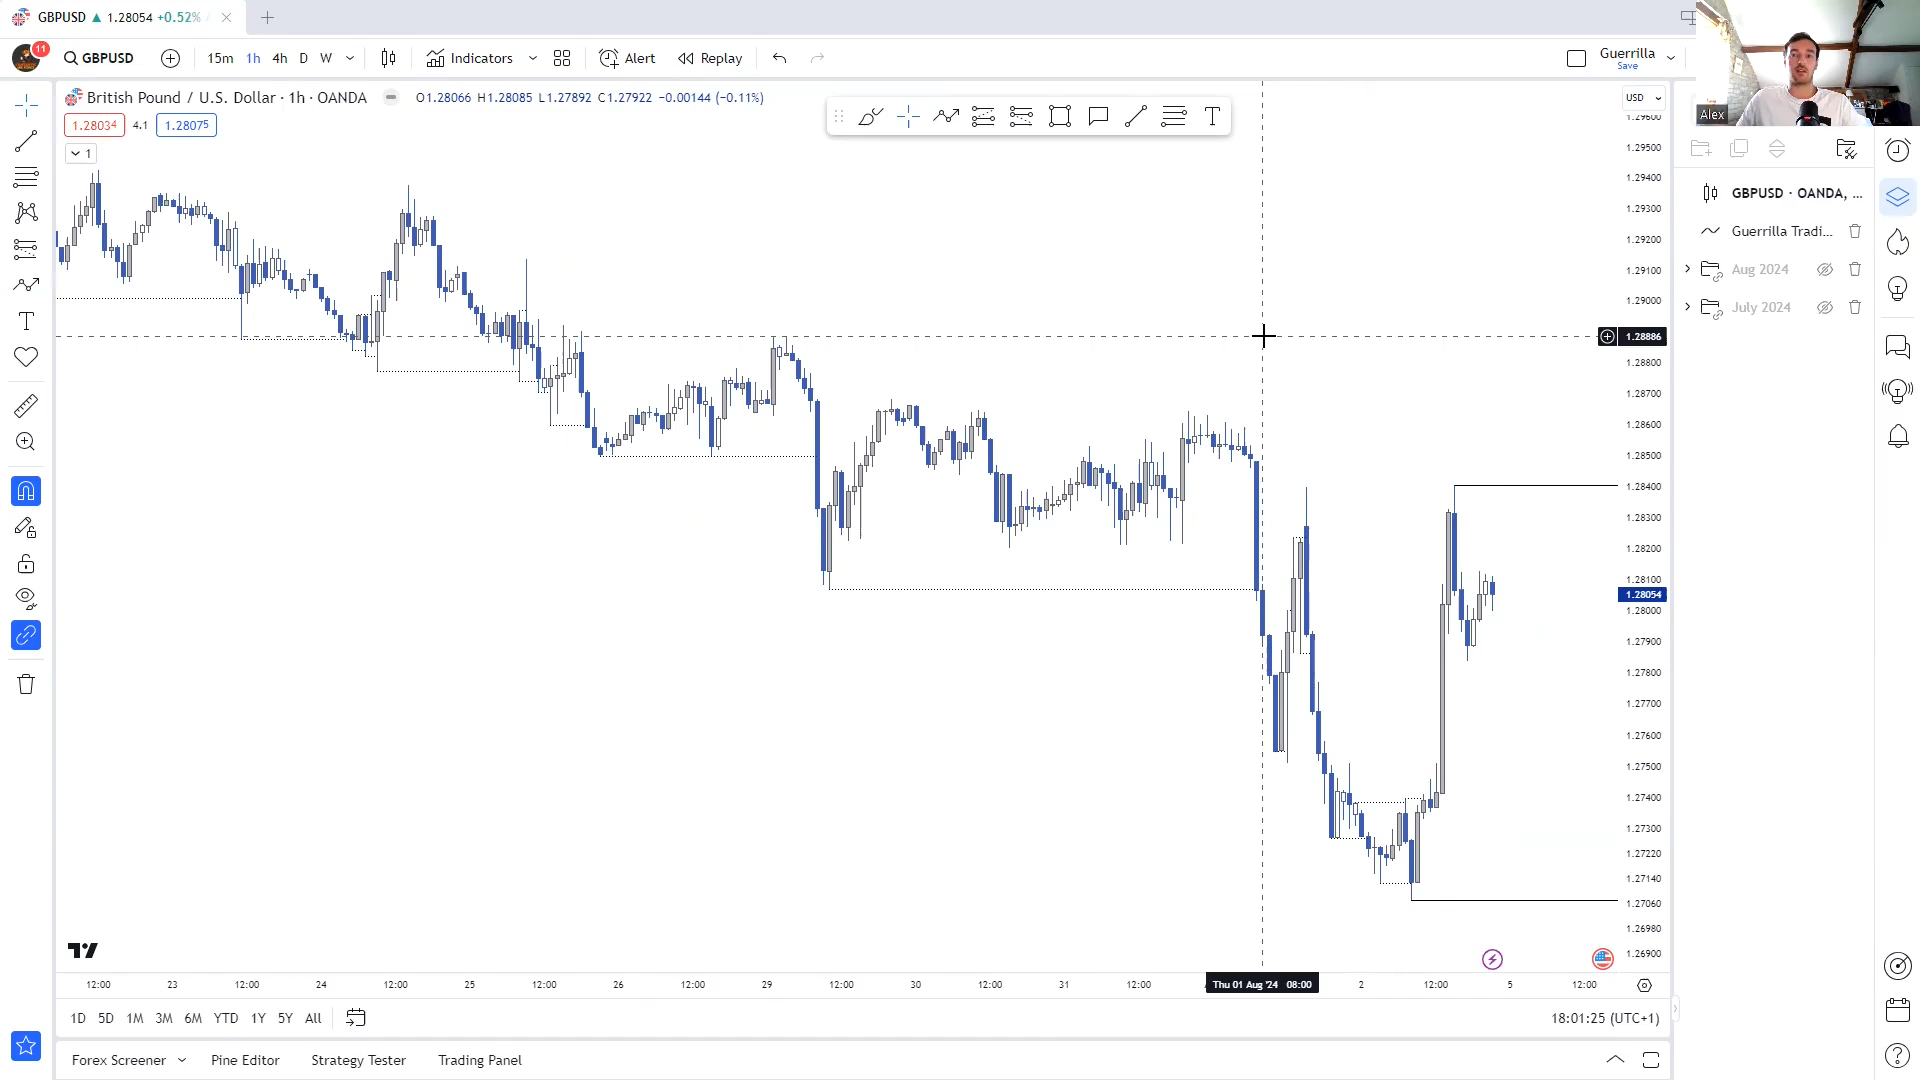 GBPUSD ▲ 1.28054 +0.52%
11
GBPUSD
15m 1h 4h D W
Indicators
Alert
Replay
Guerrilla
Save
British Pound / U.S. Dollar · 1h · OANDA
O1.28066 H1.28085 L1.27892 C1.27922 −0.00144 (−0.11%)
1.28034 4.1 1.28075
1
USD
Alex
GBPUSD · OANDA, ...
Guerrilla Tradi...
Aug 2024
July 2024
1.29600
1.29500
1.29400
1.29300
1.29200
1.29100
1.29000
1.28886
1.28800
1.28700
1.28600
1.28500
1.28400
1.28300
1.28200
1.28100
1.28054
1.28000
1.27900
1.27800
1.27700
1.27600
1.27500
1.27400
1.27300
1.27220
1.27140
1.27060
1.26980
1.26900
12:00 23 12:00 24 12:00 25 12:00 26 12:00 29 12:00 30 12:00 31 12:00 Thu 01 Aug '24 08:00 2 12:00 5 12:00
1D 5D 1M 3M 6M YTD 1Y 5Y All
18:01:25 (UTC+1)
Forex Screener Pine Editor Strategy Tester Trading Panel